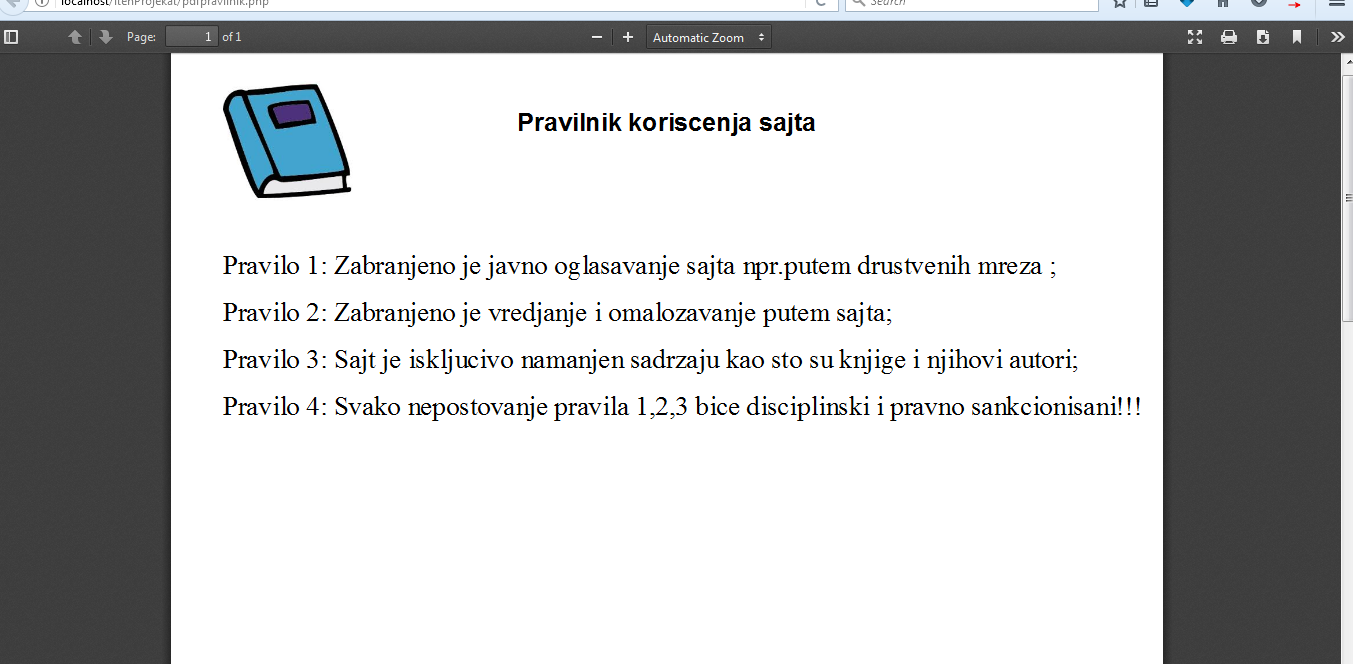 localhost/itehProjekat/pdfpravilnik.php
Search
Page: 1 of 1
Automatic Zoom
Pravilnik koriscenja sajta
Pravilo 1: Zabranjeno je javno oglasavanje sajta npr.putem drustvenih mreza ;
Pravilo 2: Zabranjeno je vredjanje i omalozavanje putem sajta;
Pravilo 3: Sajt je iskljucivo namanjen sadrzaju kao sto su knjige i njihovi autori;
Pravilo 4: Svako nepostovanje pravila 1,2,3 bice disciplinski i pravno sankcionisani!!!